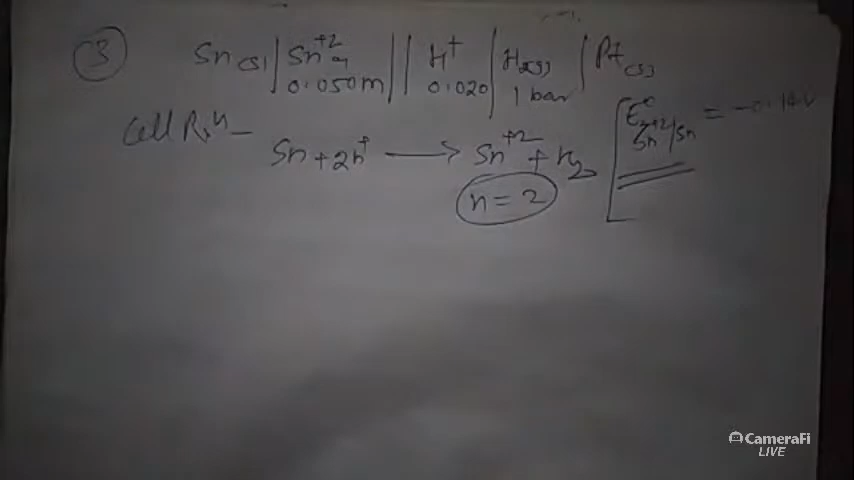 3 Sn(s) | Sn+2 aq || H+ | H2(g) | Pt(s)
0.050m 0.020 1 bar
Cell Rxn - Sn + 2H+ → Sn+2 + H2
E° Sn+2/Sn = -0.14V
n = 2
CameraFi
LIVE